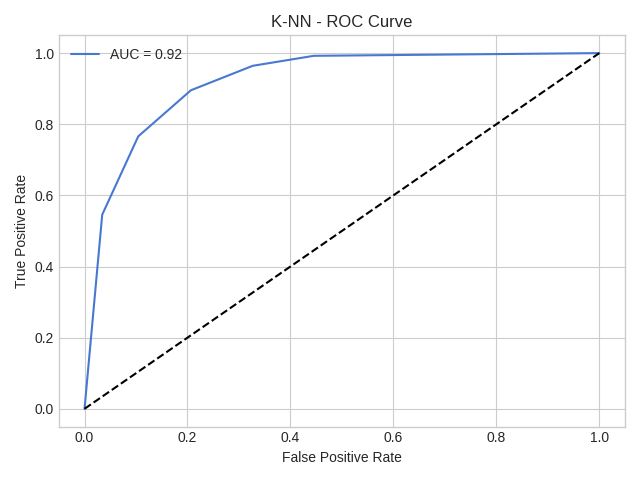 K-NN - ROC Curve
AUC = 0.92
True Positive Rate
1.0
0.8
0.6
0.4
0.2
0.0
0.0 0.2 0.4 0.6 0.8 1.0
False Positive Rate